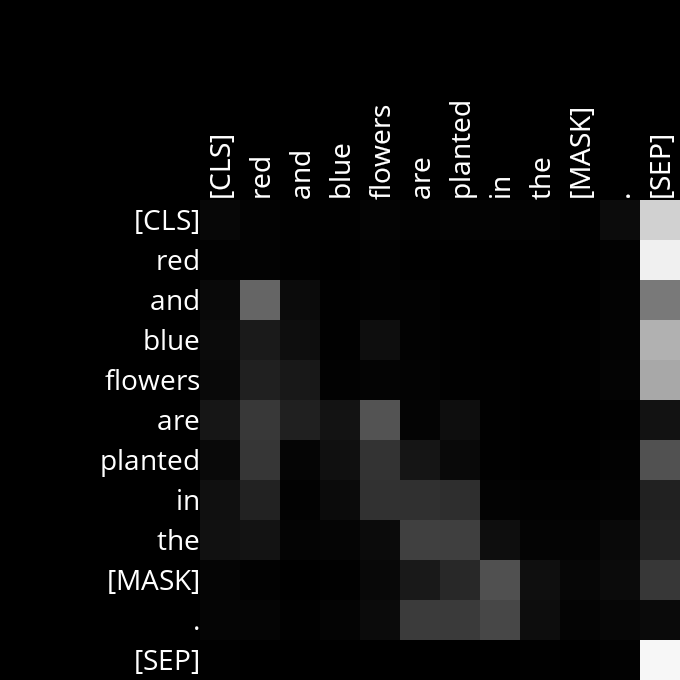 [CLS] red and blue flowers are planted in the [MASK] . [SEP]
[CLS]
red
and
blue
flowers
are
planted
in
the
[MASK]
.
[SEP]